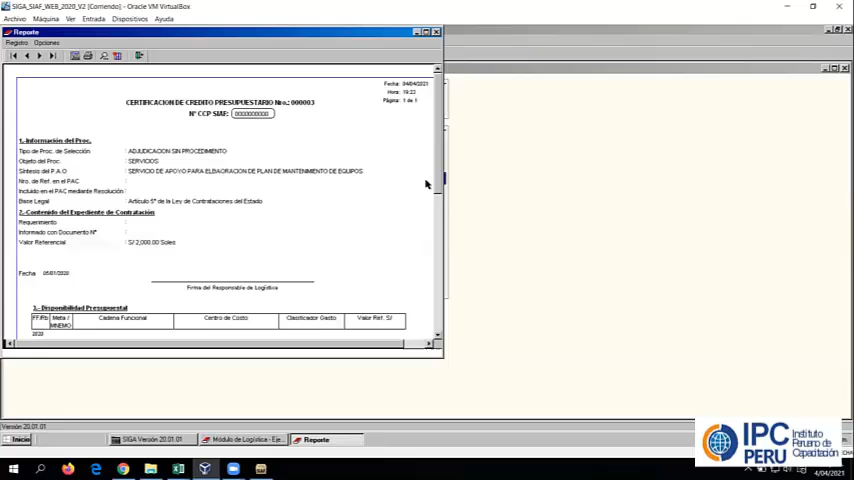 SIGA_SIAF_WEB_2020_V2 [Corriendo] - Oracle VM VirtualBox
Archivo Máquina Ver Entrada Dispositivos Ayuda
Reporte
Registro Opciones
Fecha: 04/04/2021
Hora: 19:23
Página: 1 de 1
CERTIFICACION DE CREDITO PRESUPUESTARIO Nro.: 000003
Nº CCP SIAF: 0000000000
1.-Información del Proc.
Tipo de Proc. de Selección : ADJUDICACION SIN PROCEDIMIENTO
Objeto del Proc. : SERVICIOS
Síntesis del P A O : SERVICIO DE APOYO PARA ELBAORACION DE PLAN DE MANTENMIENTO DE EQUIPOS
Nro. de Ref. en el PAC :
Incluido en el PAC mediante Resolución :
Base Legal : Artículo 5º de la Ley de Contrataciones del Estado
2.-Contenido del Expediente de Contratación
Requerimiento :
Informado con Documento Nº :
Valor Referencial : S/ 2,000.00 Soles
Fecha 05/01/2020
Firma del Responsable de Logística
3.- Disponibilidad Presupuestal
FF/Rb Meta / MNEMO Cadena Funcional Centro de Costo Clasificador Gasto Valor Ref. S/
2020
Versión 20.01.01
Inicio SIGA Versión 20.01.01 Módulo de Logística - Eje... Reporte
IPC PERU Instituto Peruano de Capacitación
4/04/2021